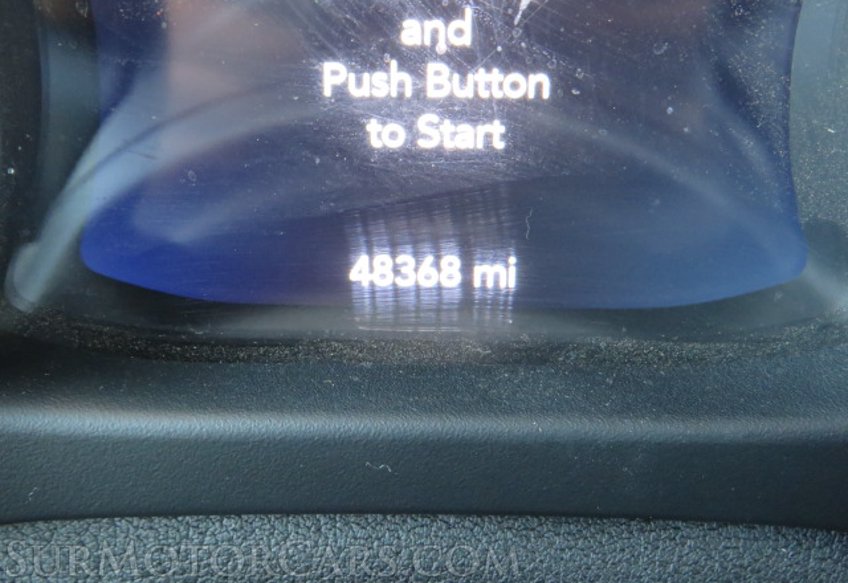 and
Push Button
to Start
48368 mi
SURMOTORCARS.COM